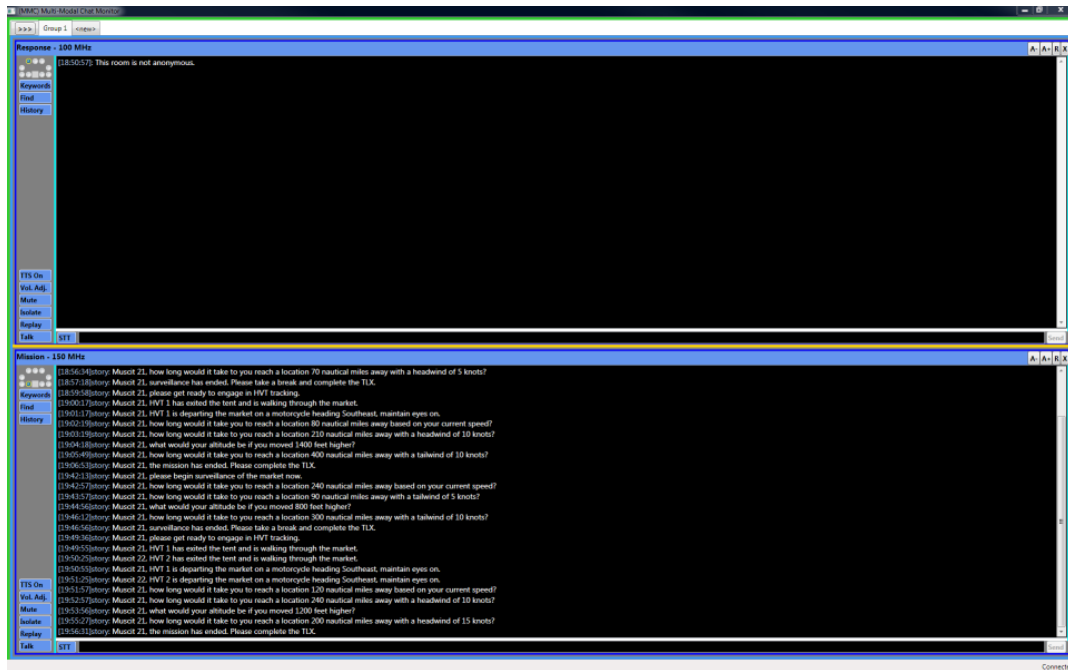 (MMC) Multi-Modal Chat Monitor
>>> Group 1 <new>
Response - 100 MHz
A- A+ R X
[18:50:57]: This room is not anonymous.
Keywords
Find
History
TTS On
Vol. Adj.
Mute
Isolate
Replay
Talk
STT
Send
Mission - 150 MHz
A- A+ R X
[18:56:34]story: Muscit 21, how long would it take to you reach a location 70 nautical miles away with a headwind of 5 knots?
[18:57:18]story: Muscit 21, surveillance has ended. Please take a break and complete the TLX.
[18:59:58]story: Muscit 21, please get ready to engage in HVT tracking.
[19:00:17]story: Muscit 21, HVT 1 has exited the tent and is walking through the market.
[19:01:17]story: Muscit 21, HVT 1 is departing the market on a motorcycle heading Southeast, maintain eyes on.
[19:02:19]story: Muscit 21, how long would it take you to reach a location 80 nautical miles away based on your current speed?
[19:03:19]story: Muscit 21, how long would it take to you reach a location 210 nautical miles away with a headwind of 10 knots?
[19:04:18]story: Muscit 21, what would your altitude be if you moved 1400 feet higher?
[19:05:49]story: Muscit 21, how long would it take to you reach a location 400 nautical miles away with a tailwind of 10 knots?
[19:06:53]story: Muscit 21, the mission has ended. Please complete the TLX.
[19:42:13]story: Muscit 21, please begin surveillance of the market now.
[19:42:57]story: Muscit 21, how long would it take you to reach a location 240 nautical miles away based on your current speed?
[19:43:57]story: Muscit 21, how long would it take to you reach a location 90 nautical miles away with a tailwind of 5 knots?
[19:44:56]story: Muscit 21, what would your altitude be if you moved 800 feet higher?
[19:46:12]story: Muscit 21, how long would it take to you reach a location 300 nautical miles away with a tailwind of 10 knots?
[19:46:56]story: Muscit 21, surveillance has ended. Please take a break and complete the TLX.
[19:49:36]story: Muscit 21, please get ready to engage in HVT tracking.
[19:49:55]story: Muscit 21, HVT 1 has exited the tent and is walking through the market.
[19:50:25]story: Muscit 22, HVT 2 has exited the tent and is walking through the market.
[19:50:55]story: Muscit 21, HVT 1 is departing the market on a motorcycle heading Southeast, maintain eyes on.
[19:51:25]story: Muscit 22, HVT 2 is departing the market on a motorcycle heading Southeast, maintain eyes on.
[19:51:57]story: Muscit 21, how long would it take you to reach a location 120 nautical miles away based on your current speed?
[19:52:57]story: Muscit 21, how long would it take to you reach a location 240 nautical miles away with a headwind of 10 knots?
[19:53:56]story: Muscit 21, what would your altitude be if you moved 1200 feet higher?
[19:55:27]story: Muscit 21, how long would it take to you reach a location 200 nautical miles away with a headwind of 15 knots?
[19:56:31]story: Muscit 21, the mission has ended. Please complete the TLX.
Keywords
Find
History
TTS On
Vol. Adj.
Mute
Isolate
Replay
Talk
STT
Send
Connecte